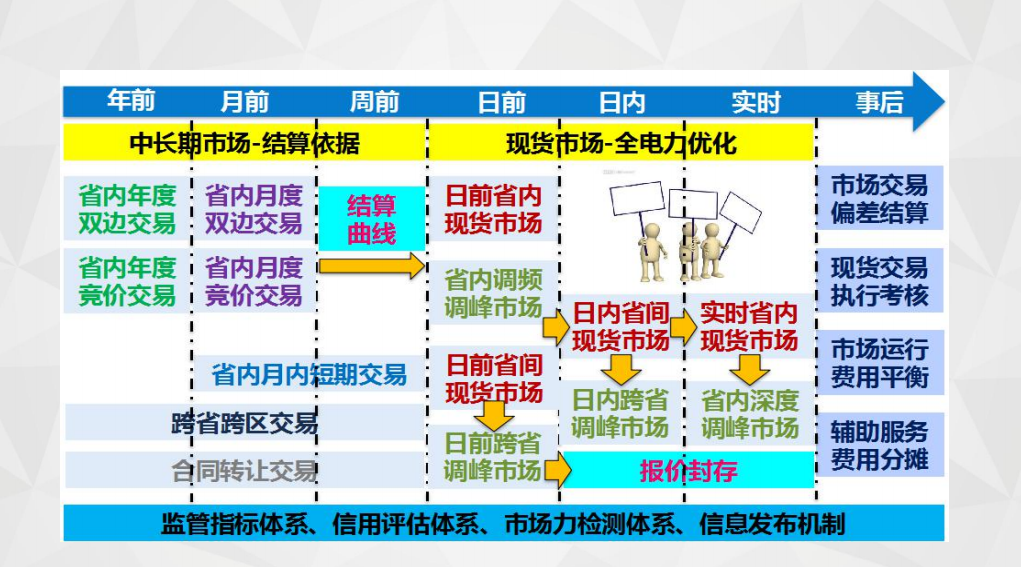 年前 月前 周前 日前 日内 实时 事后
中长期市场-结算依据 现货市场-全电力优化
省内年度
双边交易
省内月度
双边交易
结算
曲线
日前省内
现货市场
市场交易
偏差结算
省内年度
竞价交易
省内月度
竞价交易
省内调频
调峰市场
现货交易
执行考核
日内省间
现货市场
实时省内
现货市场
省内月内短期交易
日前省间
现货市场
市场运行
费用平衡
跨省跨区交易
日内跨省
调峰市场
省内深度
调峰市场
合同转让交易
日前跨省
调峰市场
报价封存
辅助服务
费用分摊
监管指标体系、信用评估体系、市场力检测体系、信息发布机制